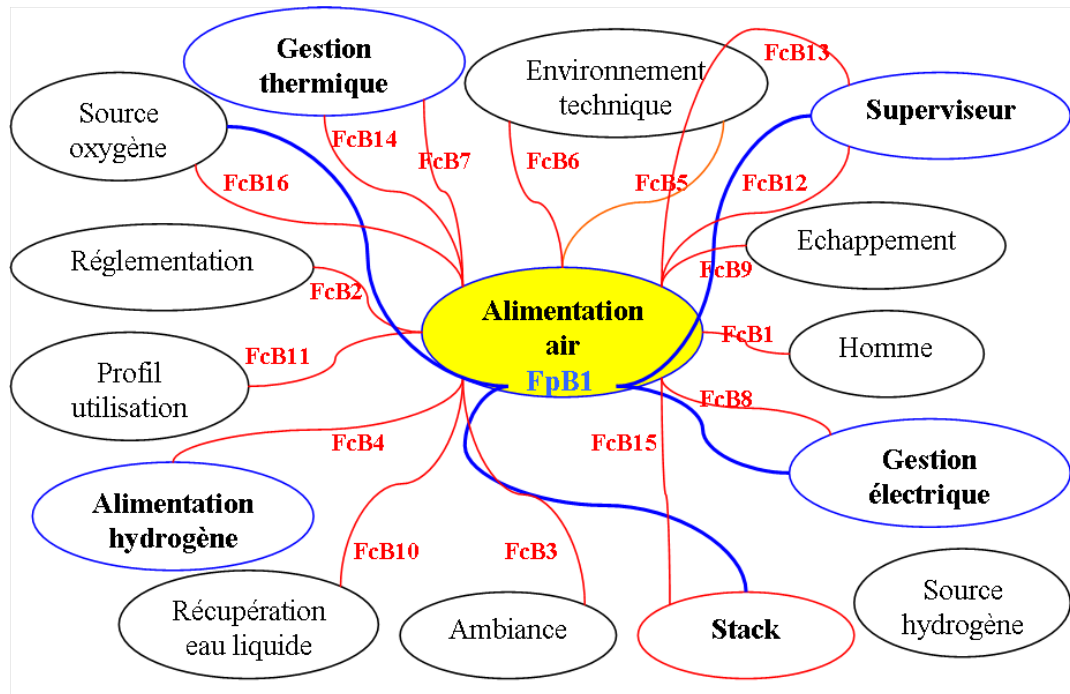 Gestion
thermique
Environnement
technique
FcB13
Superviseur
Source
oxygène
FcB14
FcB7
FcB6
FcB5
FcB12
FcB16
Réglementation
Echappement
FcB9
FcB2
Alimentation
air
FpB1
FcB1
Homme
FcB11
Profil
utilisation
FcB8
FcB4
FcB15
Gestion
électrique
Alimentation
hydrogène
FcB10
FcB3
Récupération
eau liquide
Ambiance
Stack
Source
hydrogène